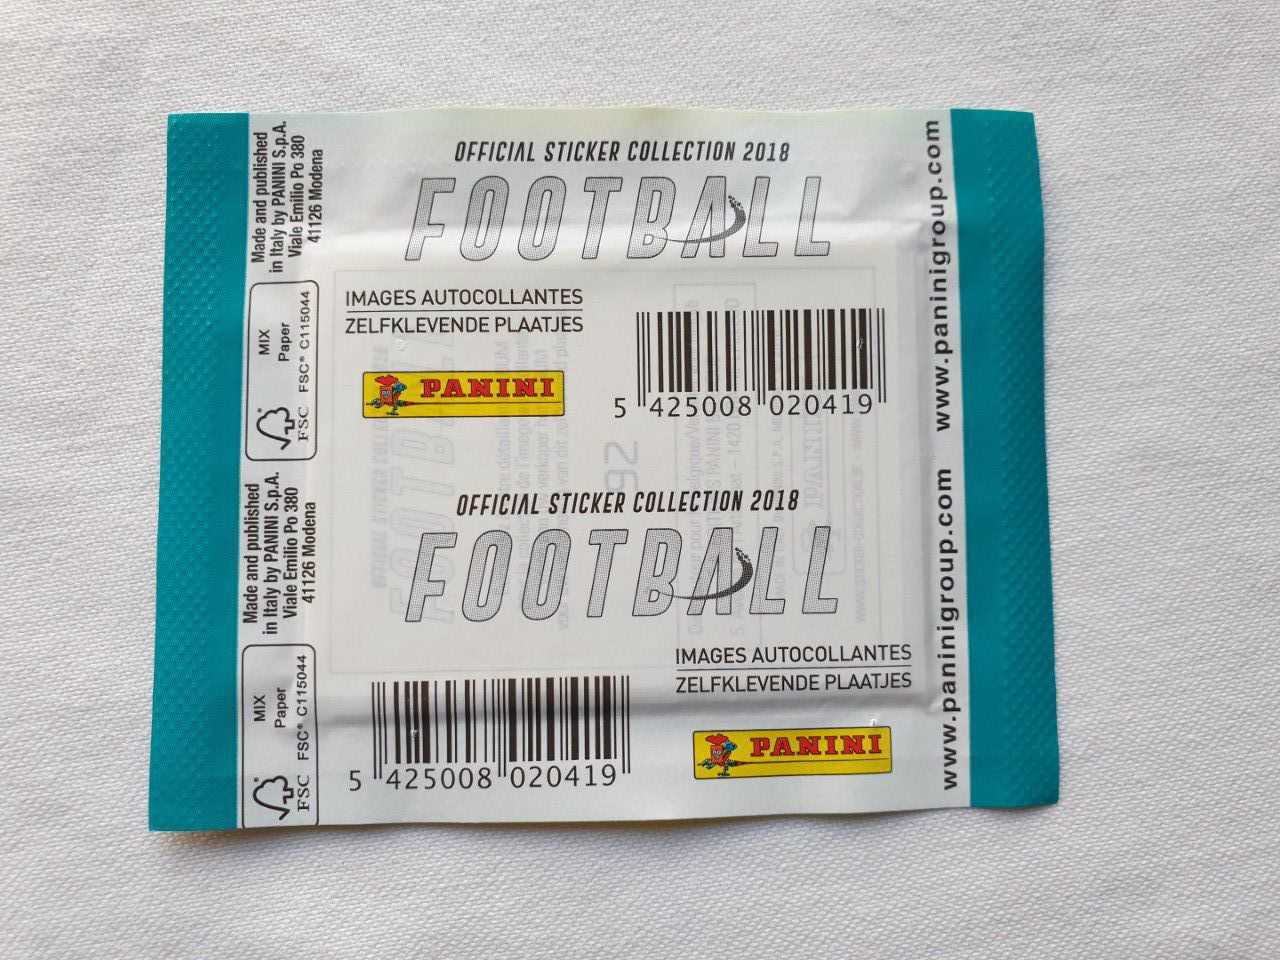 Made and published
in Italy by PANINI S.p.A.
Viale Emilio Po 380
41126 Modena
MIX
Paper
FSC® C115044
FSC
OFFICIAL STICKER COLLECTION 2018
FOOTBALL
IMAGES AUTOCOLLANTES
ZELFKLEVENDE PLAATJES
PANINI
5 425008 020419
www.paninigroup.com
Made and published
in Italy by PANINI S.p.A.
Viale Emilio Po 380
41126 Modena
MIX
Paper
FSC® C115044
FSC
OFFICIAL STICKER COLLECTION 2018
FOOTBALL
IMAGES AUTOCOLLANTES
ZELFKLEVENDE PLAATJES
5 425008 020419
PANINI
www.paninigroup.com